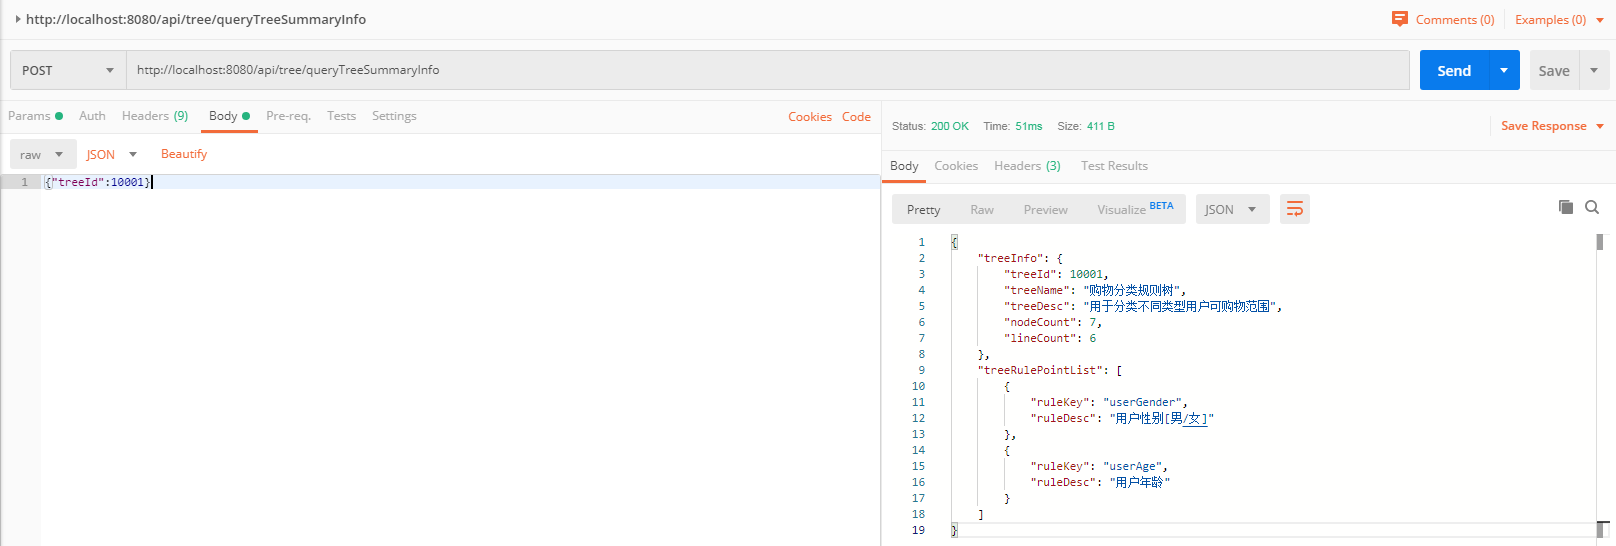 http://localhost:8080/api/tree/queryTreeSummaryInfo
Comments (0)
Examples (0)
POST
http://localhost:8080/api/tree/queryTreeSummaryInfo
Send
Save
Params
Auth
Headers (9)
Body
Pre-req.
Tests
Settings
Cookies
Code
raw
JSON
Beautify
1 {"treeId":10001}
Status: 200 OK
Time: 51ms
Size: 411 B
Save Response
Body
Cookies
Headers (3)
Test Results
Pretty
Raw
Preview
Visualize BETA
JSON
1 {
2 "treeInfo": {
3 "treeId": 10001,
4 "treeName": "购物分类规则树",
5 "treeDesc": "用于分类不同类型用户可购物范围",
6 "nodeCount": 7,
7 "lineCount": 6
8 },
9 "treeRulePointList": [
10 {
11 "ruleKey": "userGender",
12 "ruleDesc": "用户性别[男/女]"
13 },
14 {
15 "ruleKey": "userAge",
16 "ruleDesc": "用户年龄"
17 }
18 ]
19 }